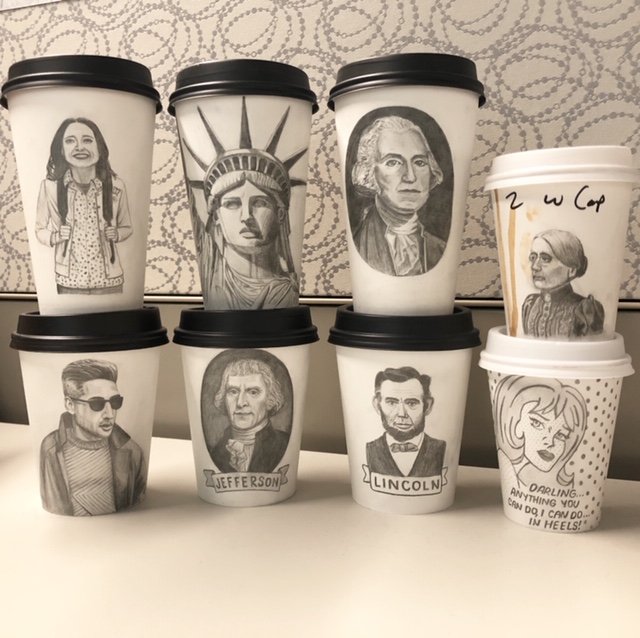 2 w Cap
JEFFERSON
LINCOLN
DARLING...
ANYTHING YOU
CAN DO, I CAN DO...
IN HEELS!